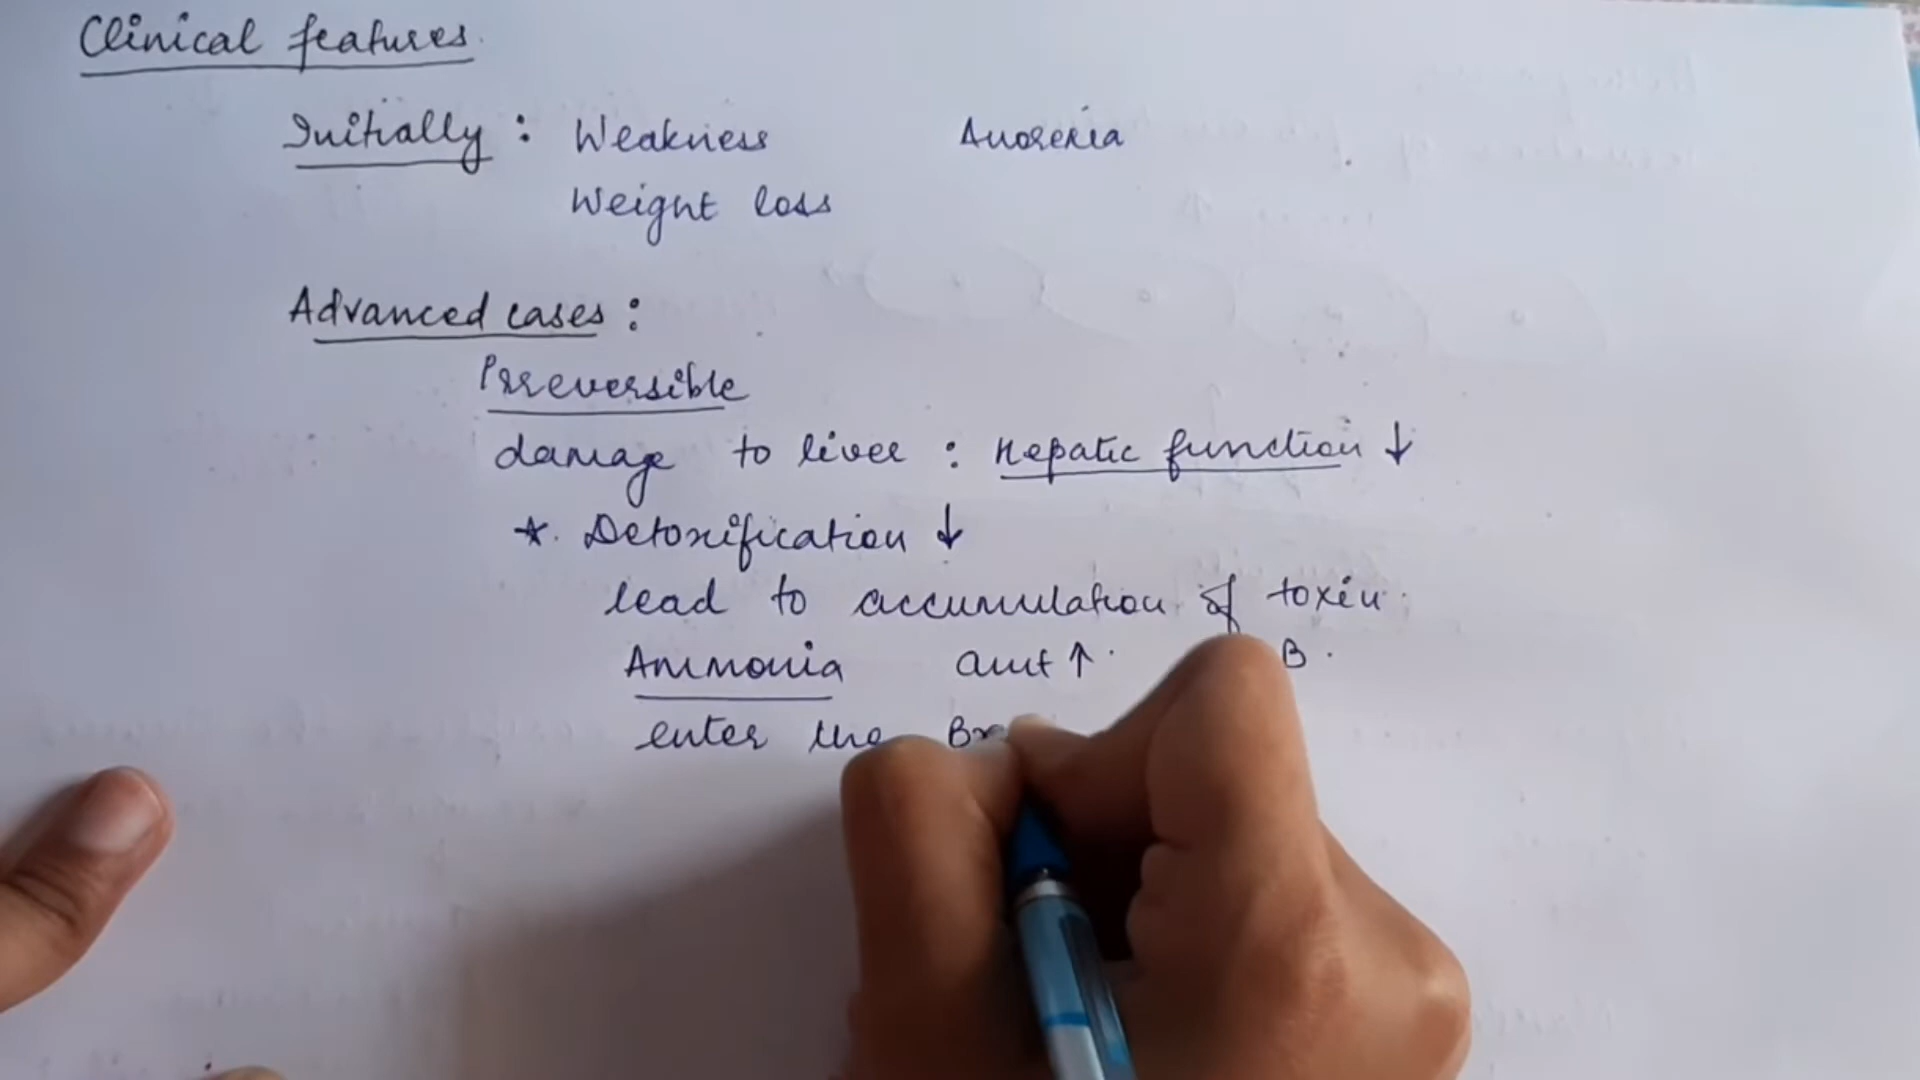 Clinical features
Initially : Weakness Anorexia
Weight loss
Advanced cases :
Irreversible
damage to liver : Hepatic function ↓
*. Detoxification ↓
lead to accumulation of toxin.
Ammonia amt ↑ B.
enter the